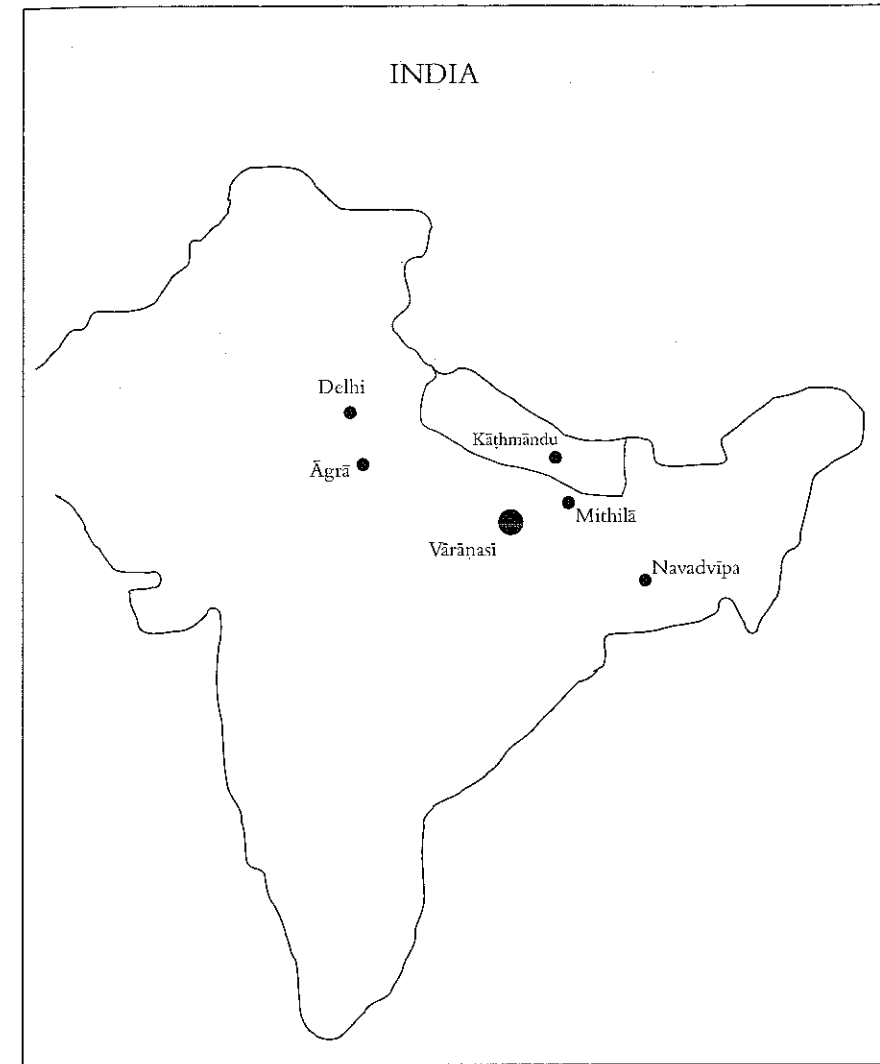 INDIA
Delhi
Kāṭhmāndu
Āgrā
Mithilā
Vārāṇasī
Navadvīpa